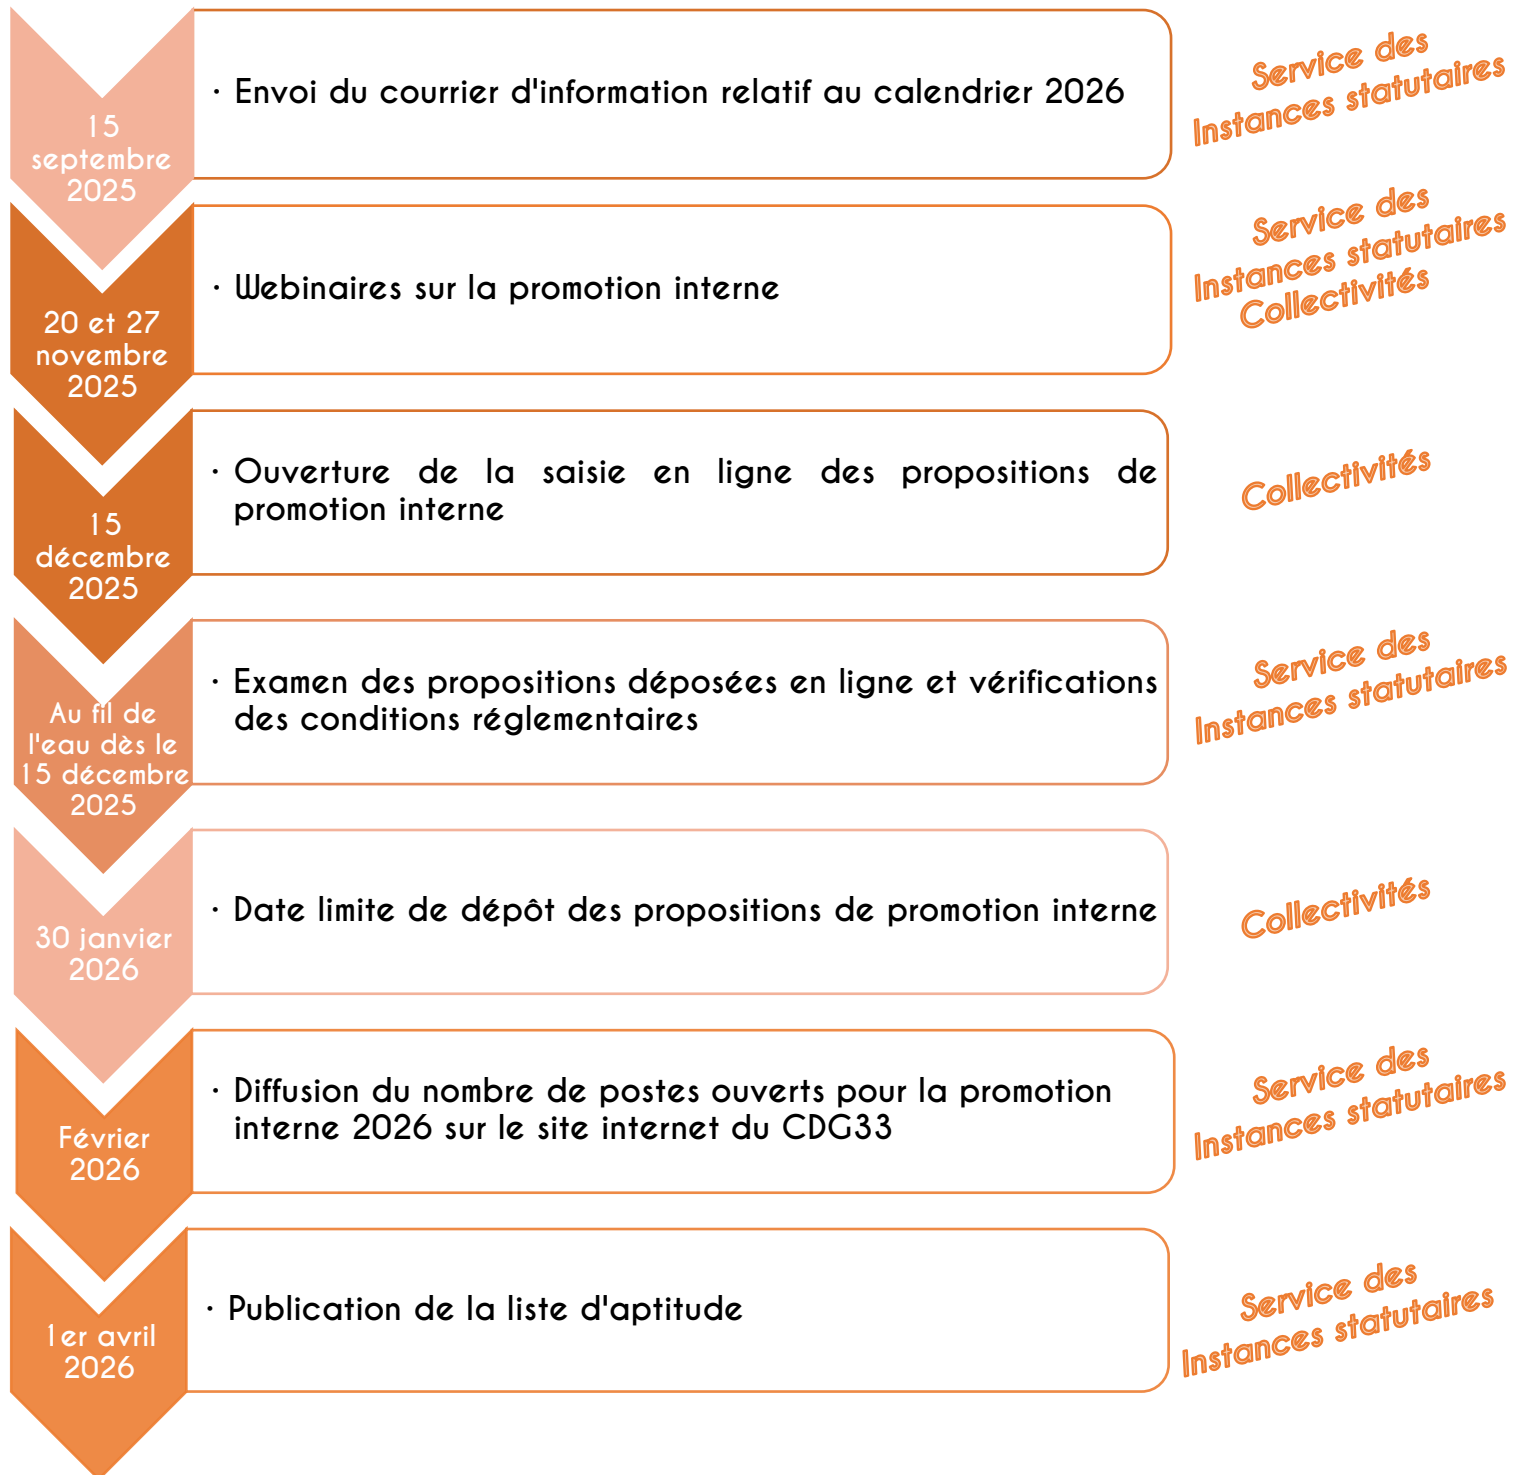 15
septembre
2025
· Envoi du courrier d'information relatif au calendrier 2026
Service des
Instances statutaires
20 et 27
novembre
2025
· Webinaires sur la promotion interne
Service des
Instances statutaires
Collectivités
15
décembre
2025
· Ouverture de la saisie en ligne des propositions de
promotion interne
Collectivités
Au fil de
l'eau dès le
15 décembre
2025
· Examen des propositions déposées en ligne et vérifications
des conditions réglementaires
Service des
Instances statutaires
30 janvier
2026
· Date limite de dépôt des propositions de promotion interne
Collectivités
Février
2026
· Diffusion du nombre de postes ouverts pour la promotion
interne 2026 sur le site internet du CDG33
Service des
Instances statutaires
1er avril
2026
· Publication de la liste d'aptitude
Service des
Instances statutaires